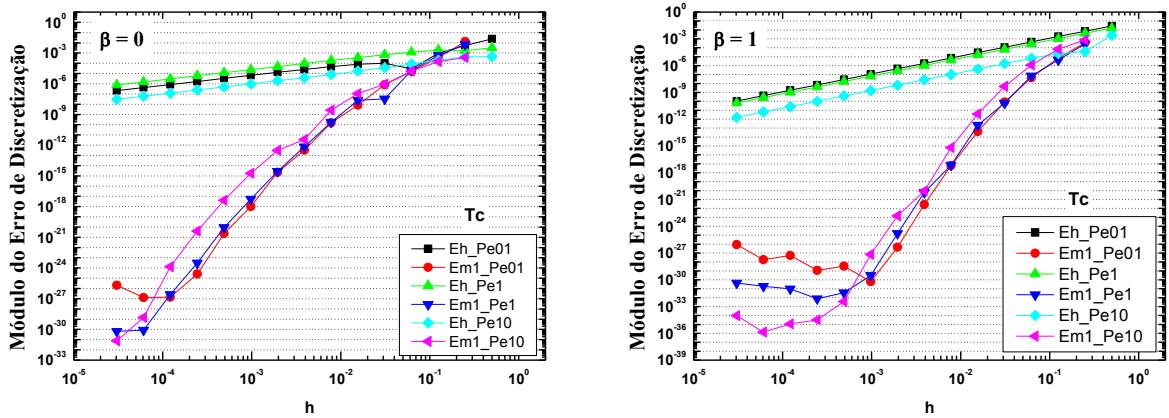 β = 0
Módulo do Erro de Discretização
10^0
10^-3
10^-6
10^-9
10^-12
10^-15
10^-18
10^-21
10^-24
10^-27
10^-30
10^-33
Tc
Eh_Pe01
Em1_Pe01
Eh_Pe1
Em1_Pe1
Eh_Pe10
Em1_Pe10
10^-5 10^-4 10^-3 10^-2 10^-1 10^0
h
β = 1
Módulo do Erro de Discretização
10^0
10^-3
10^-6
10^-9
10^-12
10^-15
10^-18
10^-21
10^-24
10^-27
10^-30
10^-33
10^-36
10^-39
Tc
Eh_Pe01
Em1_Pe01
Eh_Pe1
Em1_Pe1
Eh_Pe10
Em1_Pe10
10^-5 10^-4 10^-3 10^-2 10^-1 10^0
h